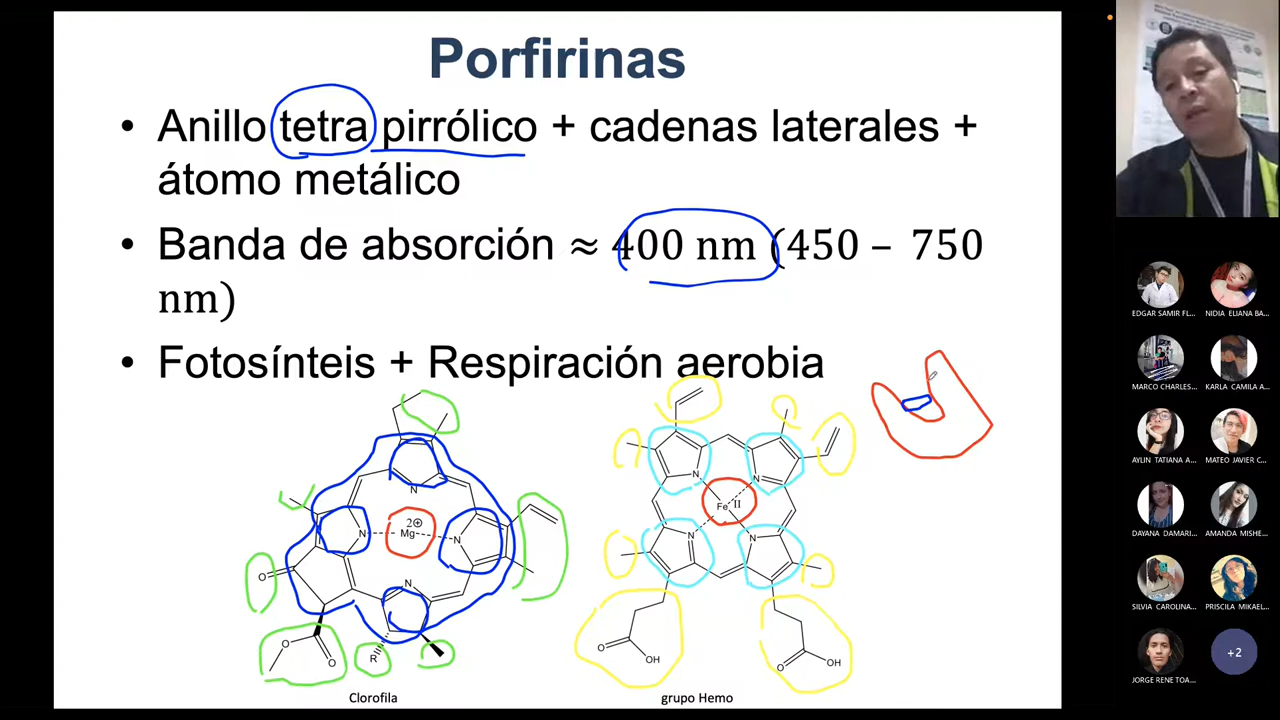 Porfirinas
• Anillo tetra pirrólico + cadenas laterales +
átomo metálico
• Banda de absorción ≈ 400 nm (450 – 750
nm)
• Fotosínteis + Respiración aerobia
N
N
N
N
Mg
2⊕
O
O
O
R
Clorofila
N
N
N
N
Fe
II
O
OH
O
OH
grupo Hemo
EDGAR SAMIR FL...
NIDIA ELIANA BA...
MARCO CHARLES...
KARLA CAMILA A...
AYLIN TATIANA A...
MATEO JAVIER C...
DAYANA DAMARI...
AMANDA MISHE...
SILVIA CAROLINA...
PRISCILA MIKAEL...
JORGE RENE TOA...
+2